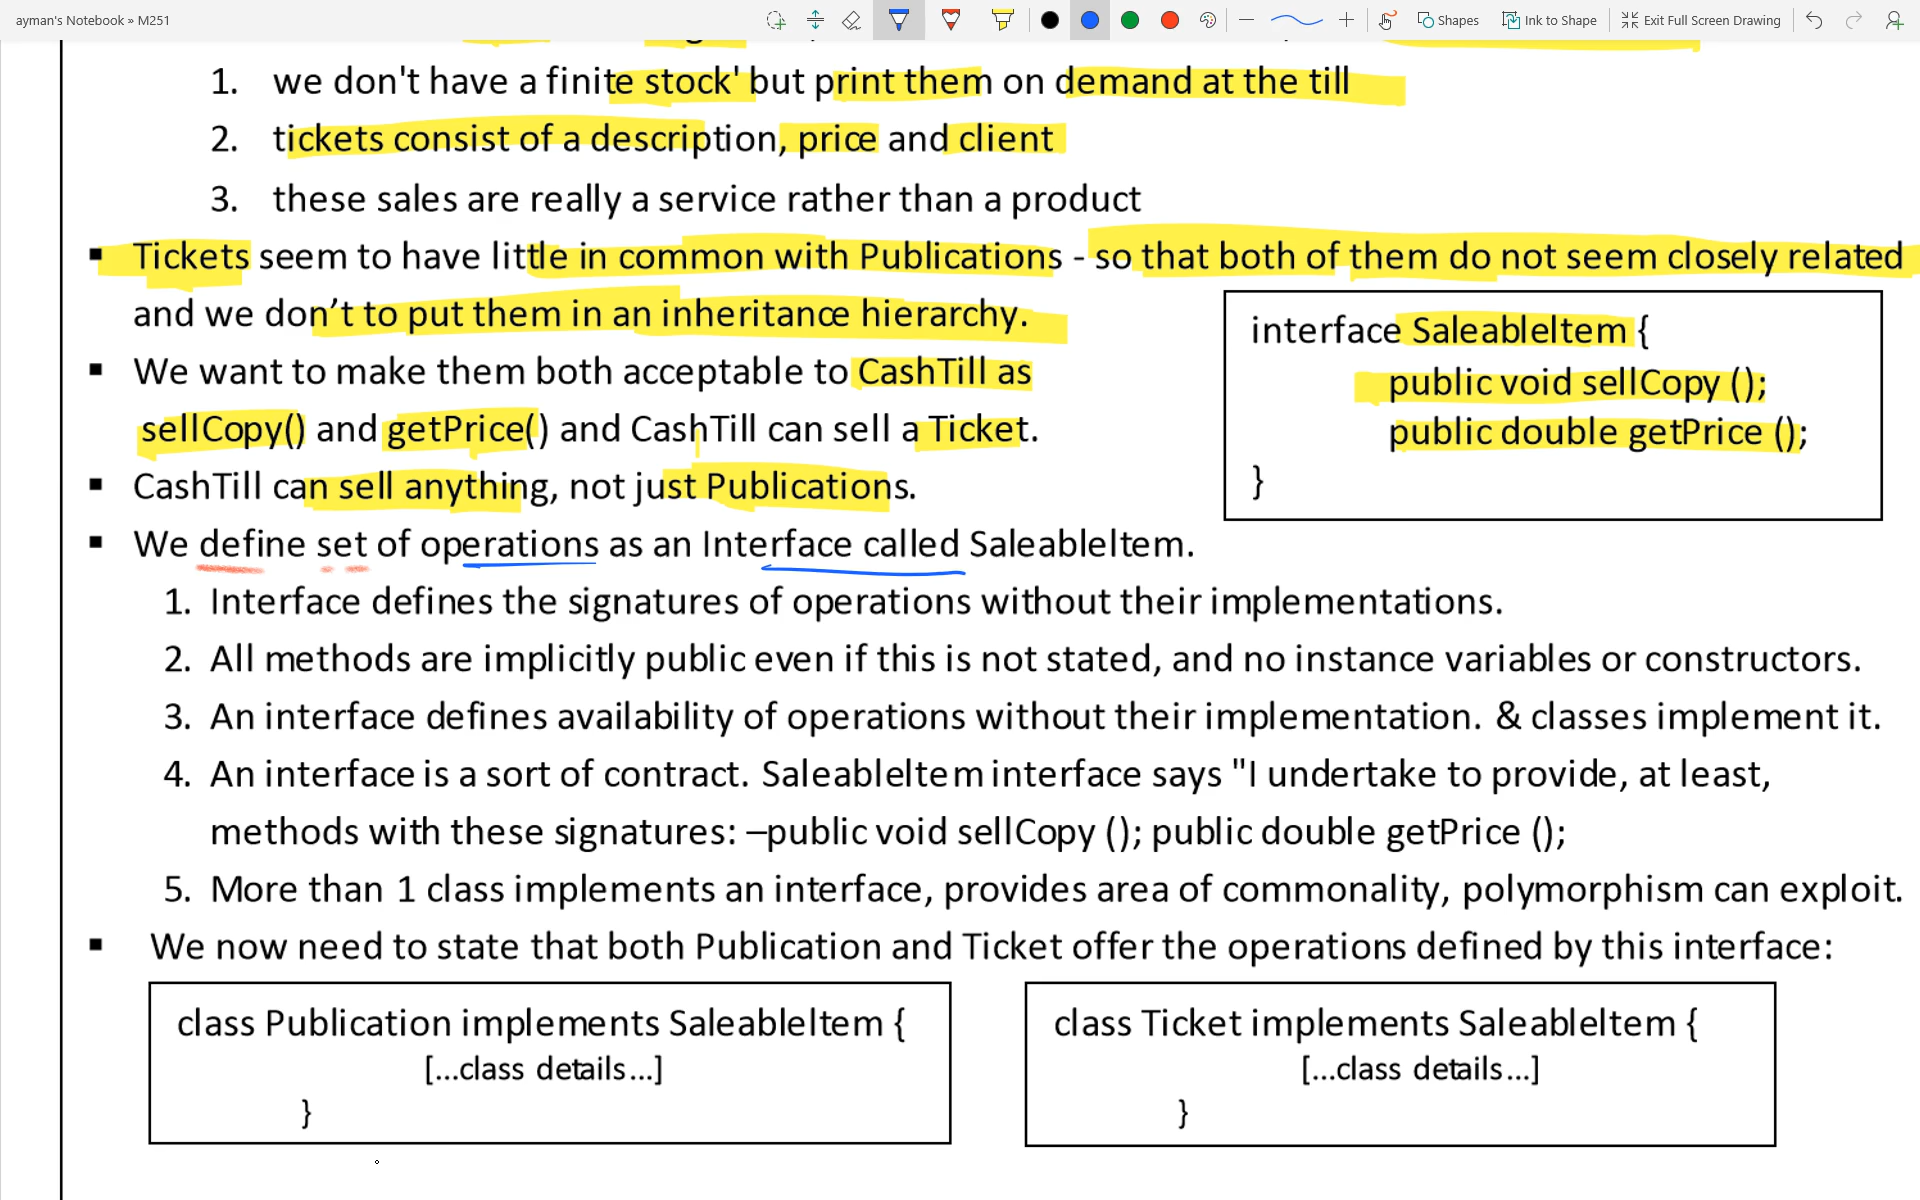 ayman's Notebook » M251
Shapes
Ink to Shape
Exit Full Screen Drawing
1. we don't have a finite stock' but print them on demand at the till
2. tickets consist of a description, price and client
3. these sales are really a service rather than a product
▪ Tickets seem to have little in common with Publications - so that both of them do not seem closely related
and we don’t to put them in an inheritance hierarchy.
▪ We want to make them both acceptable to CashTill as
sellCopy() and getPrice() and CashTill can sell a Ticket.
▪ CashTill can sell anything, not just Publications.
interface SaleableItem {
public void sellCopy ();
public double getPrice ();
}
▪ We define set of operations as an Interface called SaleableItem.
1. Interface defines the signatures of operations without their implementations.
2. All methods are implicitly public even if this is not stated, and no instance variables or constructors.
3. An interface defines availability of operations without their implementation. & classes implement it.
4. An interface is a sort of contract. SaleableItem interface says "I undertake to provide, at least,
methods with these signatures: –public void sellCopy (); public double getPrice ();
5. More than 1 class implements an interface, provides area of commonality, polymorphism can exploit.
▪ We now need to state that both Publication and Ticket offer the operations defined by this interface:
class Publication implements SaleableItem {
[...class details...]
}
class Ticket implements SaleableItem {
[...class details...]
}